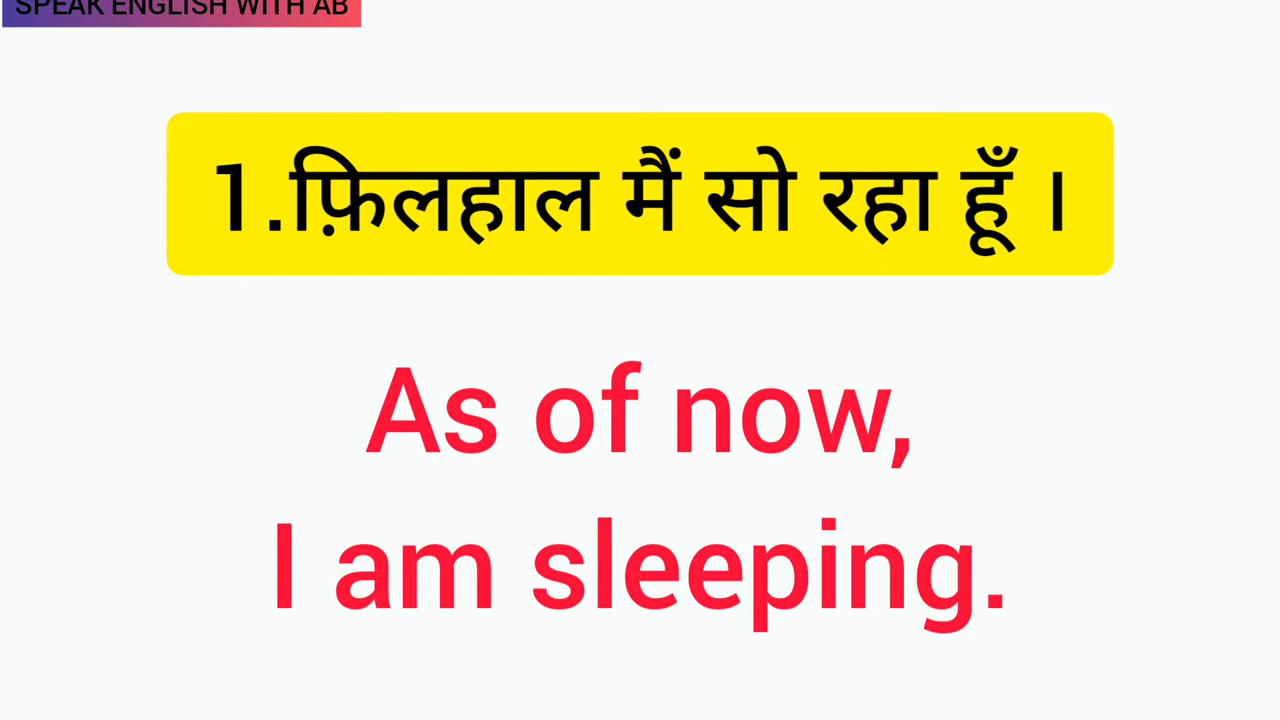 SPEAK ENGLISH WITH AB
1.फ़िलहाल मैं सो रहा हूँ ।
As of now,
I am sleeping.